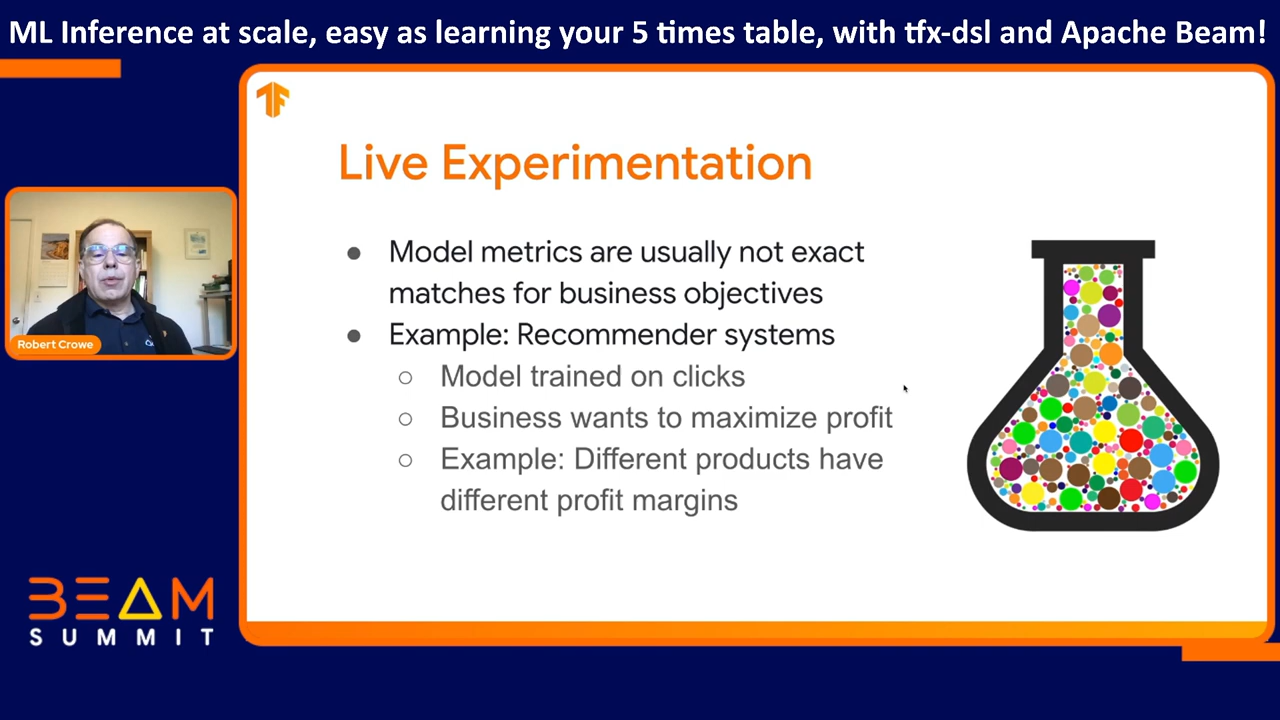 ML Inference at scale, easy as learning your 5 times table, with tfx-dsl and Apache Beam!
Live Experimentation
● Model metrics are usually not exact
matches for business objectives
● Example: Recommender systems
○ Model trained on clicks
○ Business wants to maximize profit
○ Example: Different products have
different profit margins
Robert Crowe
BEAM
SUMMIT